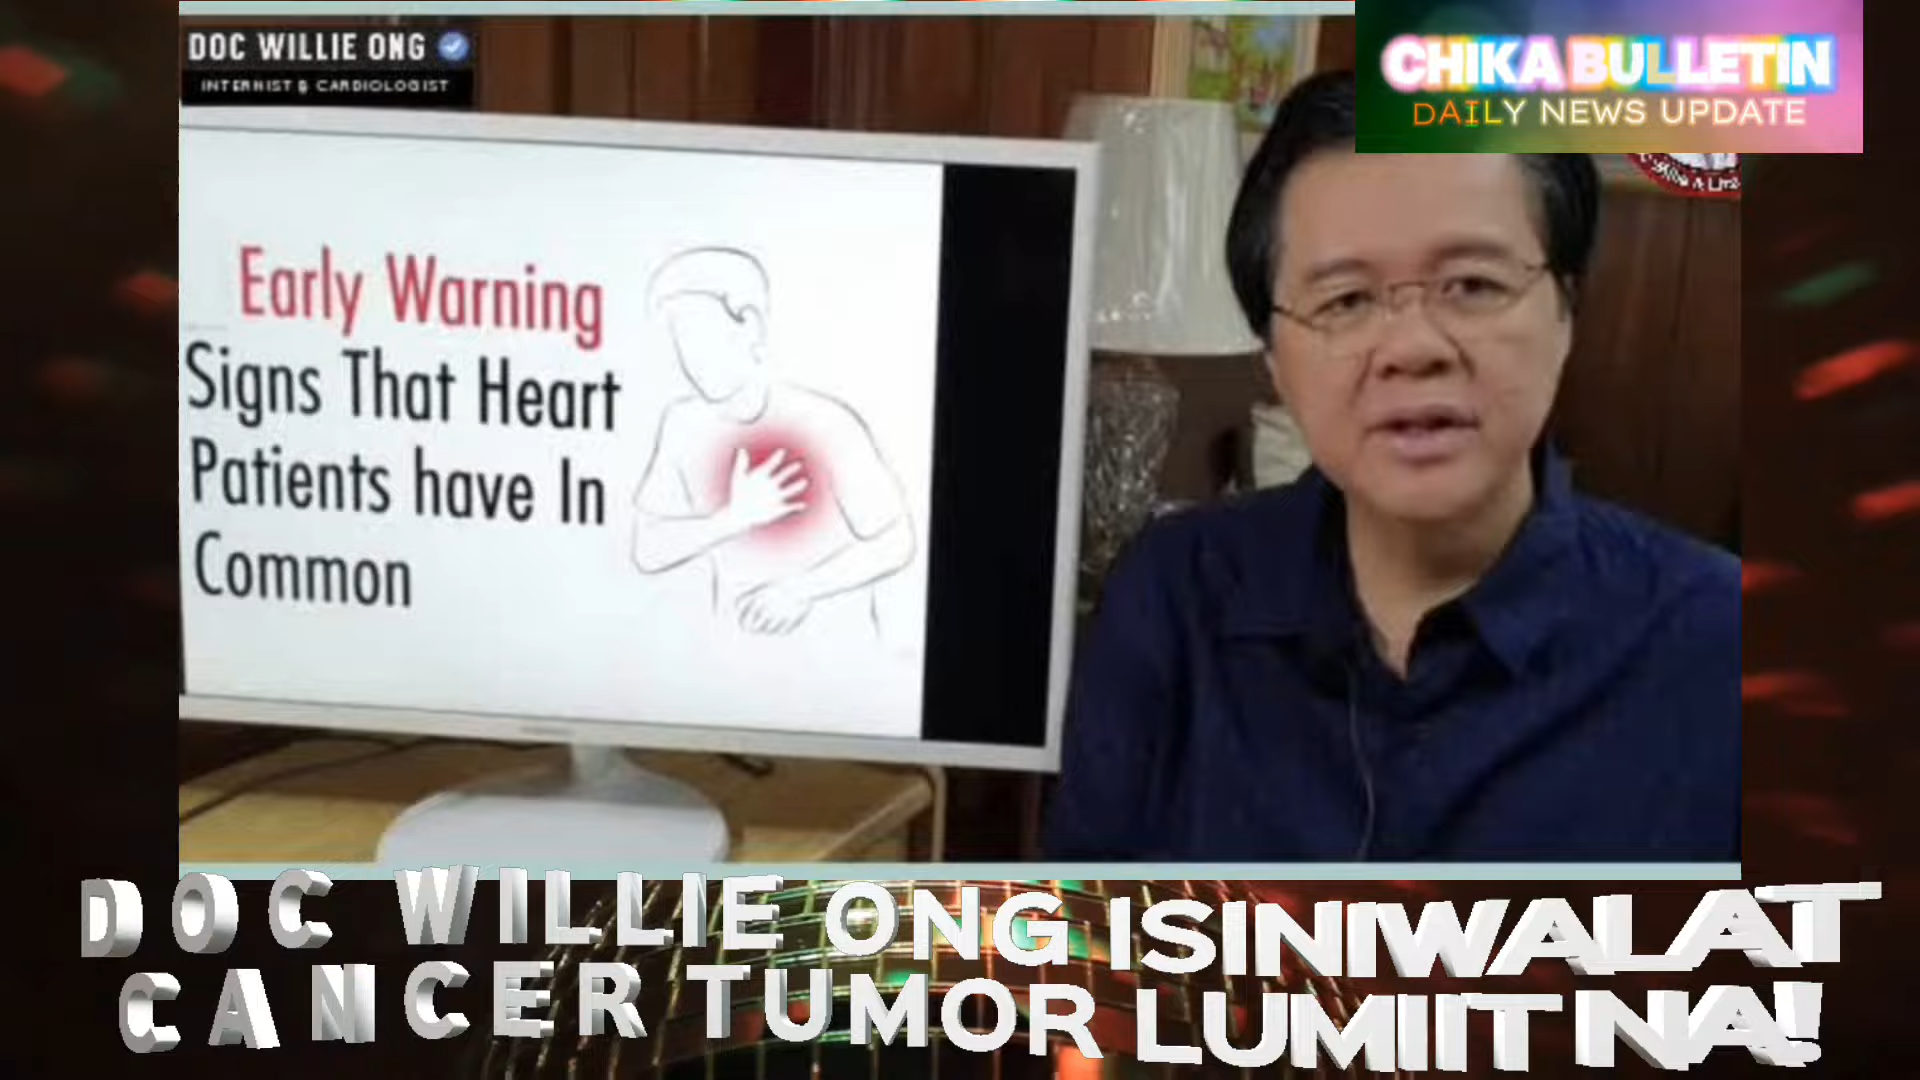 DOC WILLIE ONG
INTERNIST & CARDIOLOGIST
CHIKA BULLETIN
DAILY NEWS UPDATE
Early Warning
Signs That Heart
Patients have In
Common
DOC WILLIE ONG ISINIWALAT
CANCER TUMOR LUMIIT NA!